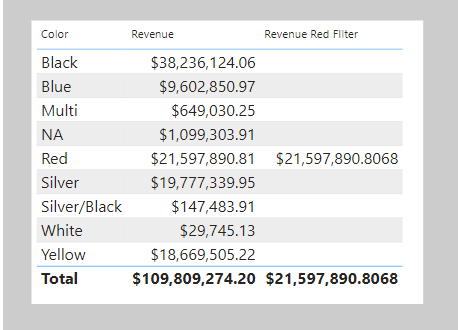 Color Revenue Revenue Red FIlter
Black $38,236,124.06
Blue $9,602,850.97
Multi $649,030.25
NA $1,099,303.91
Red $21,597,890.81 $21,597,890.8068
Silver $19,777,339.95
Silver/Black $147,483.91
White $29,745.13
Yellow $18,669,505.22
Total $109,809,274.20 $21,597,890.8068